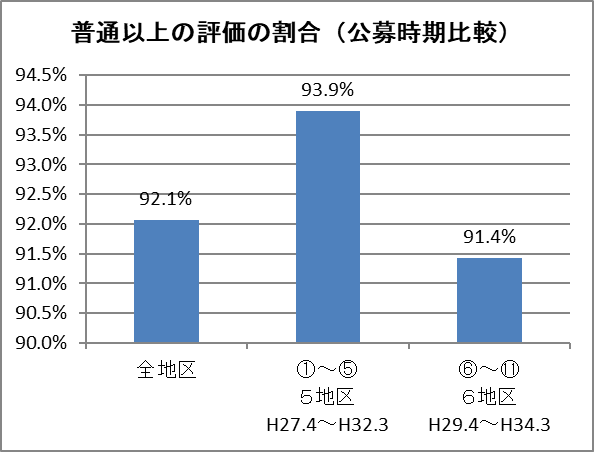 普通以上の評価の割合（公募時期比較）
94.5%
94.0%
93.5%
93.0%
92.5%
92.0%
91.5%
91.0%
90.5%
90.0%
92.1%
93.9%
91.4%
全地区
①～⑤
５地区
H27.4～H32.3
⑥～⑪
６地区
H29.4～H34.3